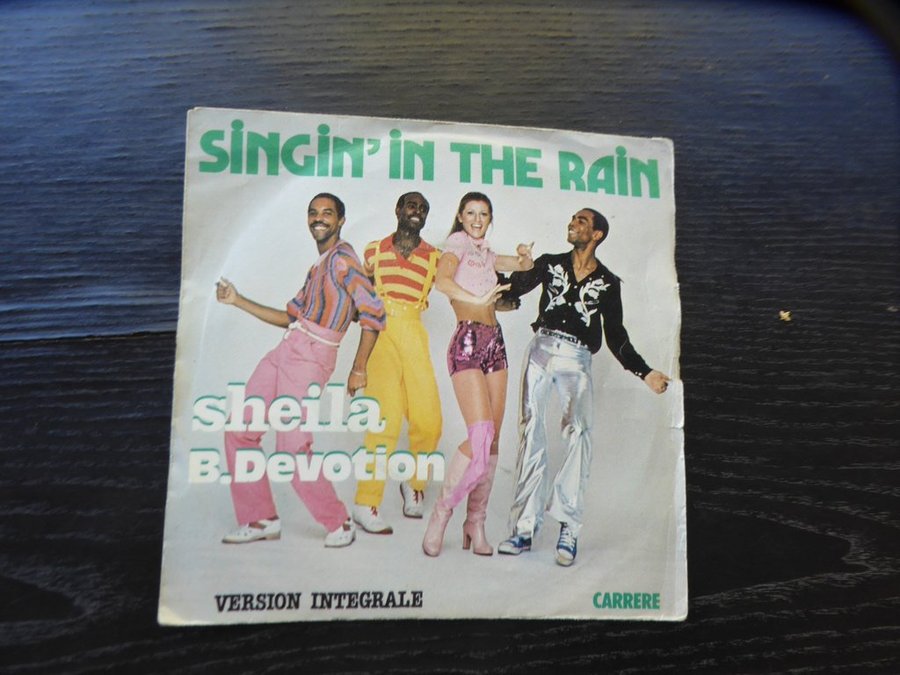 SiNGiN' iN THE RAiN
sheila
B.Devotion
VERSION INTEGRALE
CARRERE